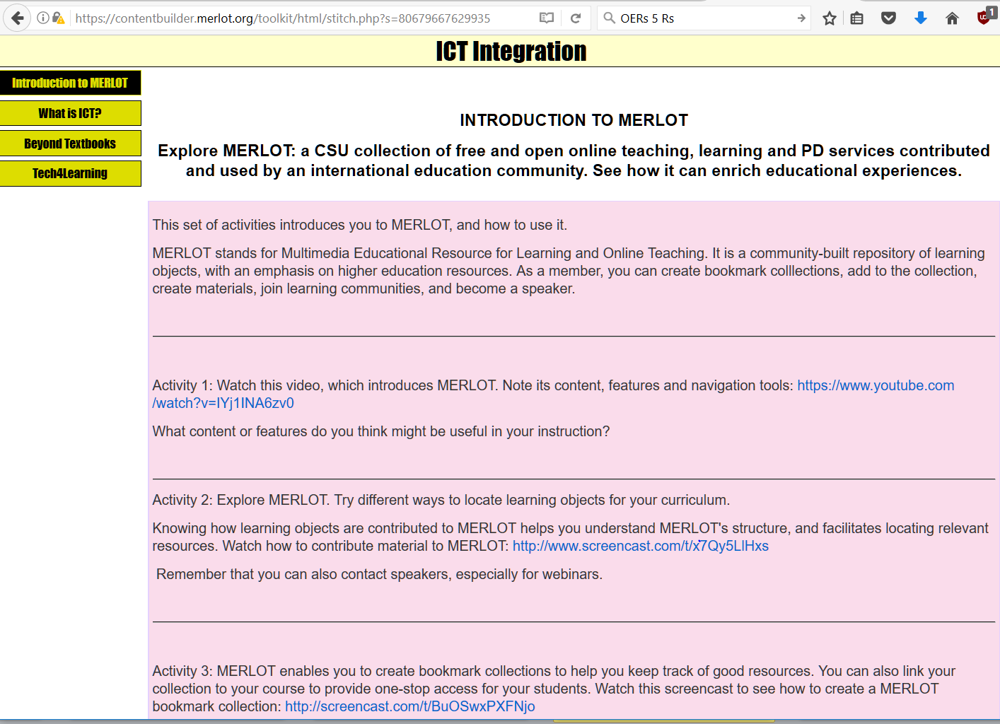 https://contentbuilder.merlot.org/toolkit/html/stitch.php?s=80679667629935
OERs 5 Rs
1
ICT Integration
Introduction to MERLOT
What is ICT?
Beyond Textbooks
Tech4Learning
INTRODUCTION TO MERLOT
Explore MERLOT: a CSU collection of free and open online teaching, learning and PD services contributed
and used by an international education community. See how it can enrich educational experiences.
This set of activities introduces you to MERLOT, and how to use it.
MERLOT stands for Multimedia Educational Resource for Learning and Online Teaching. It is a community-built repository of learning
objects, with an emphasis on higher education resources. As a member, you can create bookmark colllections, add to the collection,
create materials, join learning communities, and become a speaker.
Activity 1: Watch this video, which introduces MERLOT. Note its content, features and navigation tools: https://www.youtube.com
/watch?v=IYj1INA6zv0
What content or features do you think might be useful in your instruction?
Activity 2: Explore MERLOT. Try different ways to locate learning objects for your curriculum.
Knowing how learning objects are contributed to MERLOT helps you understand MERLOT's structure, and facilitates locating relevant
resources. Watch how to contribute material to MERLOT: http://www.screencast.com/t/x7Qy5LlHxs
Remember that you can also contact speakers, especially for webinars.
Activity 3: MERLOT enables you to create bookmark collections to help you keep track of good resources. You can also link your
collection to your course to provide one-stop access for your students. Watch this screencast to see how to create a MERLOT
bookmark collection: http://screencast.com/t/BuOSwxPXFNjo